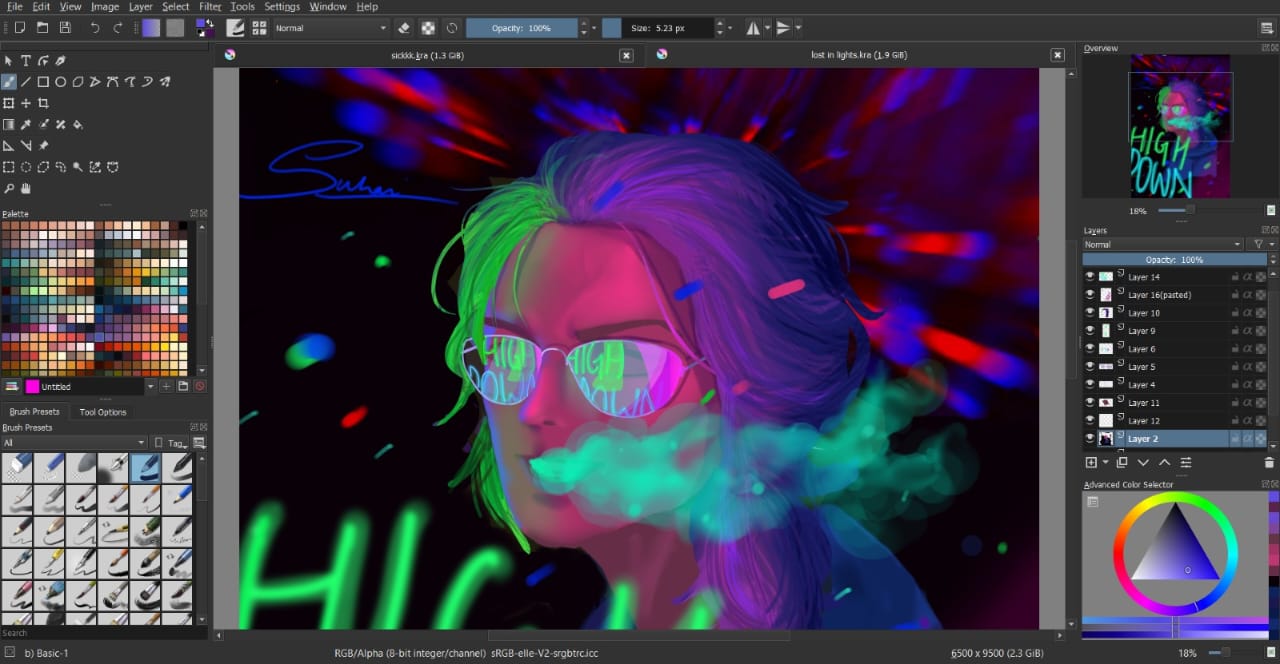 File Edit View Image Layer Select Filter Tools Settings Window Help
Normal Opacity: 100% Size: 5.23 px
sickkk.kra (1.3 GiB) lost in lights.kra (1.9 GiB)
Overview
HIGH
DOWN
18%
Palette
Untitled
Brush Presets Tool Options
Brush Presets
All Tag
Search
b) Basic-1
Suhan
HIGH HIGH
DOWN DOWN
HIGH
Layers
Normal
Opacity: 100%
Layer 14
Layer 16(pasted)
Layer 10
Layer 9
Layer 6
Layer 5
Layer 4
Layer 11
Layer 12
Layer 2
Advanced Color Selector
RGB/Alpha (8-bit integer/channel) sRGB-elle-V2-srgbtrc.icc 6500 x 9500 (2.3 GiB) 18%